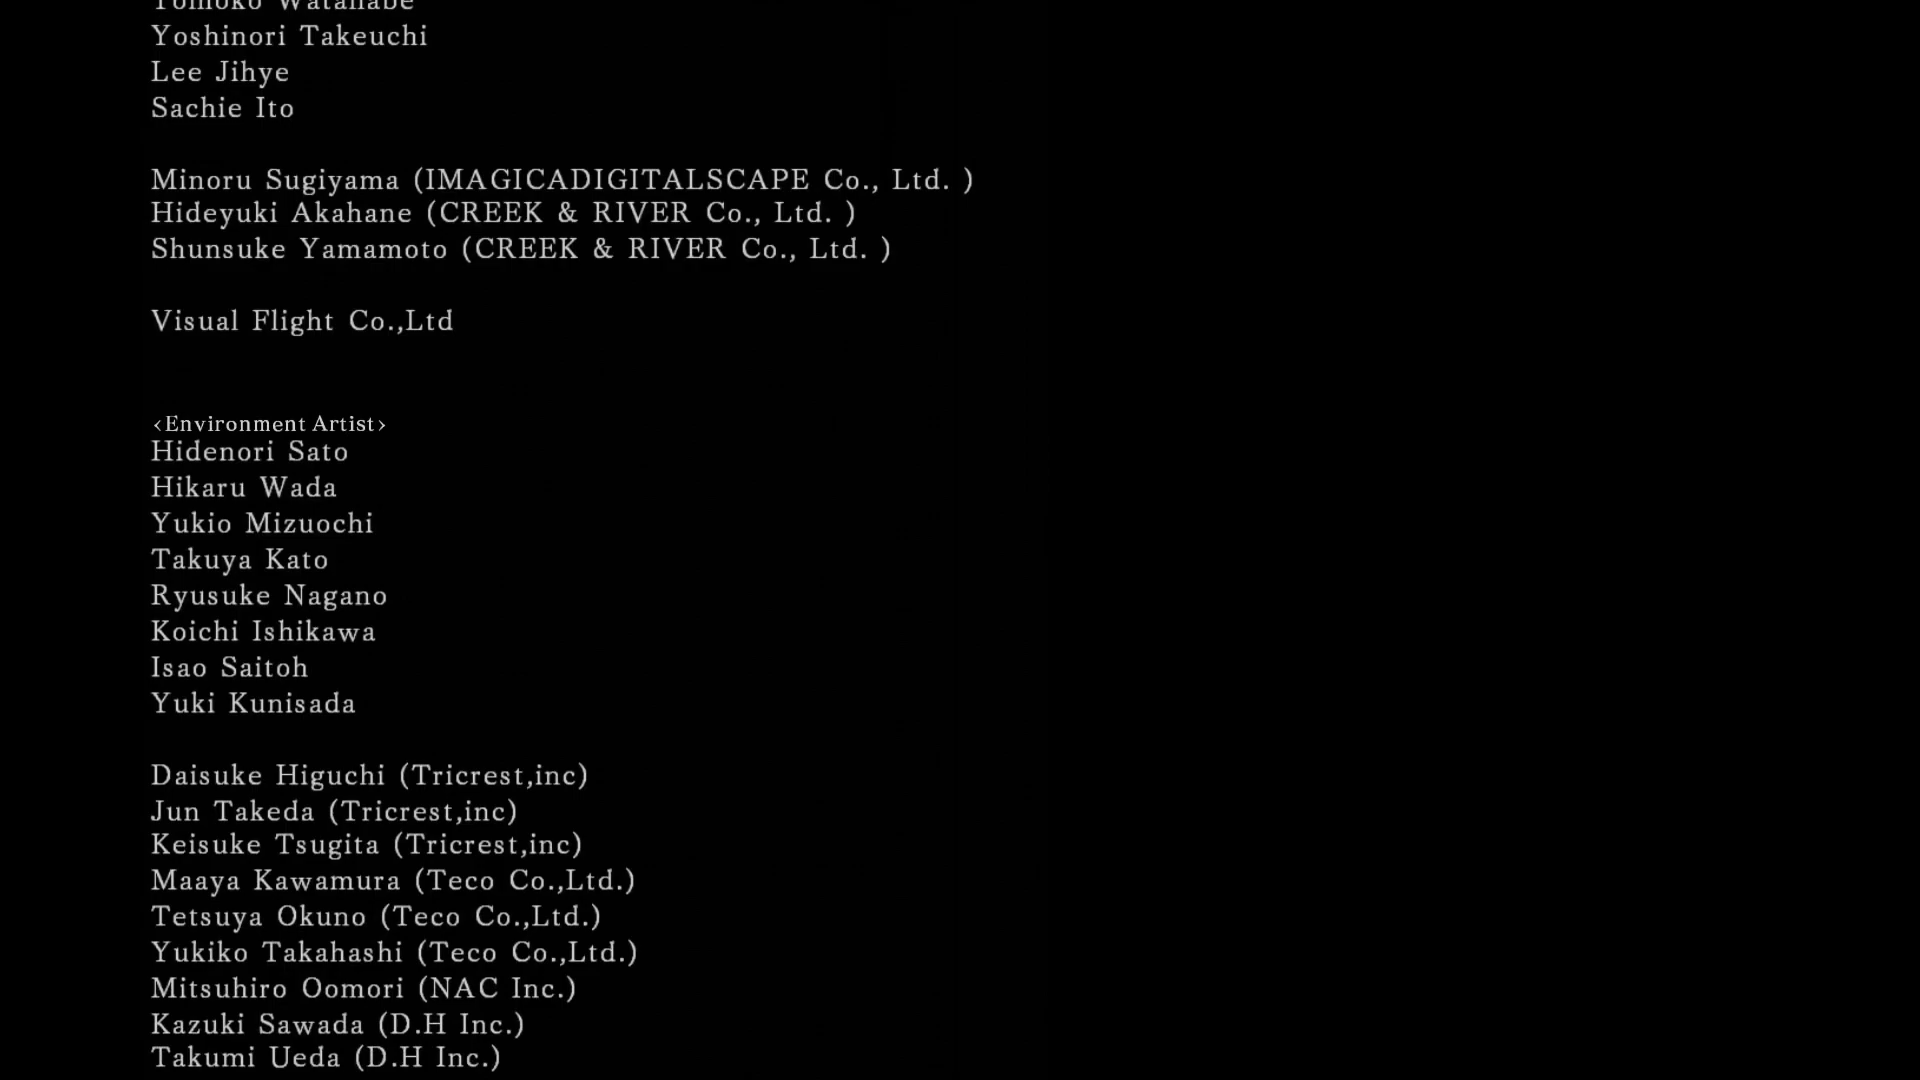 Tomoko Watanabe
Yoshinori Takeuchi
Lee Jihye
Sachie Ito
Minoru Sugiyama (IMAGICADIGITALSCAPE Co., Ltd. )
Hideyuki Akahane (CREEK & RIVER Co., Ltd. )
Shunsuke Yamamoto (CREEK & RIVER Co., Ltd. )
Visual Flight Co.,Ltd
‹Environment Artist›
Hidenori Sato
Hikaru Wada
Yukio Mizuochi
Takuya Kato
Ryusuke Nagano
Koichi Ishikawa
Isao Saitoh
Yuki Kunisada
Daisuke Higuchi (Tricrest,inc)
Jun Takeda (Tricrest,inc)
Keisuke Tsugita (Tricrest,inc)
Maaya Kawamura (Teco Co.,Ltd.)
Tetsuya Okuno (Teco Co.,Ltd.)
Yukiko Takahashi (Teco Co.,Ltd.)
Mitsuhiro Oomori (NAC Inc.)
Kazuki Sawada (D.H Inc.)
Takumi Ueda (D.H Inc.)